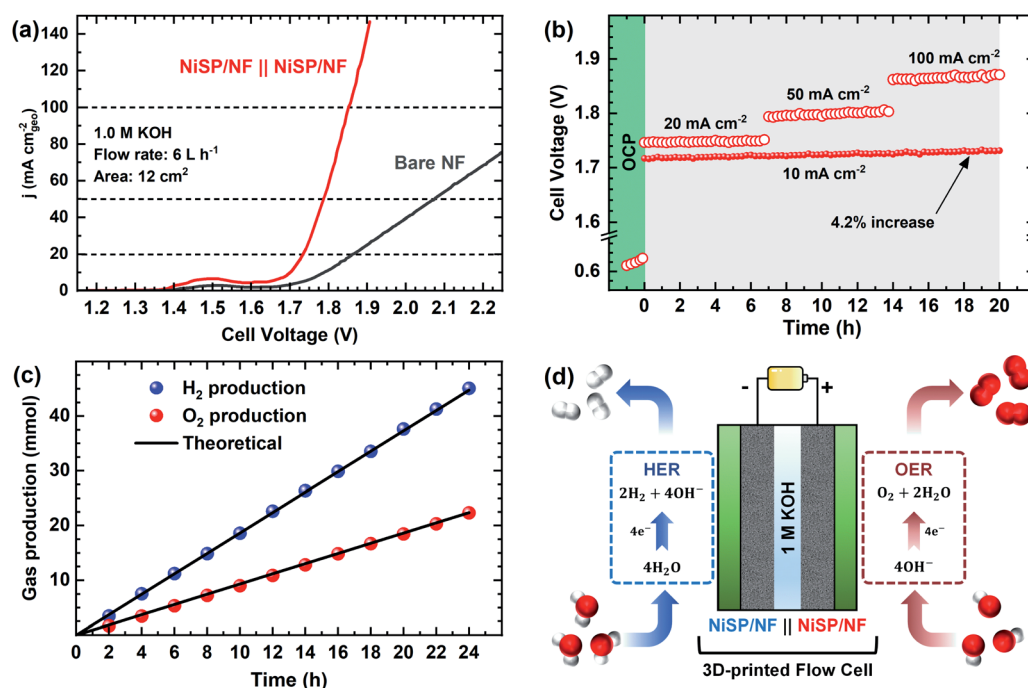 (a)
140
120
100
80
60
40
20
0
j (mA cm⁻²geo)
NiSP/NF || NiSP/NF
1.0 M KOH
Flow rate: 6 L h⁻¹
Area: 12 cm²
Bare NF
1.2 1.3 1.4 1.5 1.6 1.7 1.8 1.9 2.0 2.1 2.2
Cell Voltage (V)
(b)
1.9
1.8
1.7
1.6
0.6
Cell Voltage (V)
OCP
20 mA cm⁻²
50 mA cm⁻²
100 mA cm⁻²
10 mA cm⁻²
4.2% increase
0 2 4 6 8 10 12 14 16 18 20
Time (h)
(c)
40
30
20
10
Gas production (mmol)
H₂ production
O₂ production
Theoretical
0 2 4 6 8 10 12 14 16 18 20 22 24
Time (h)
(d)
- +
HER
2H₂ + 4OH⁻
4e⁻
4H₂O
1 M KOH
OER
O₂ + 2H₂O
4e⁻
4OH⁻
NiSP/NF || NiSP/NF
3D-printed Flow Cell